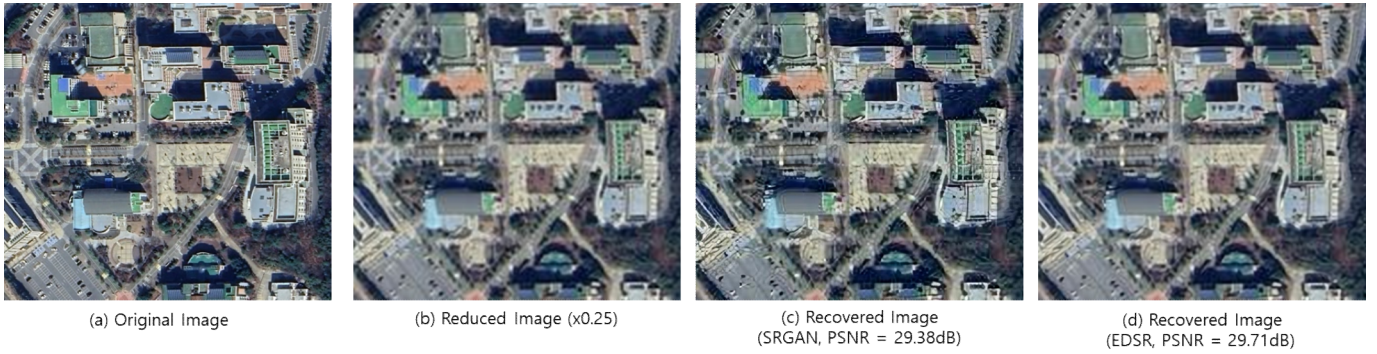 (a) Original Image
(b) Reduced Image (x0.25)
(c) Recovered Image
(SRGAN, PSNR = 29.38dB)
(d) Recovered Image
(EDSR, PSNR = 29.71dB)